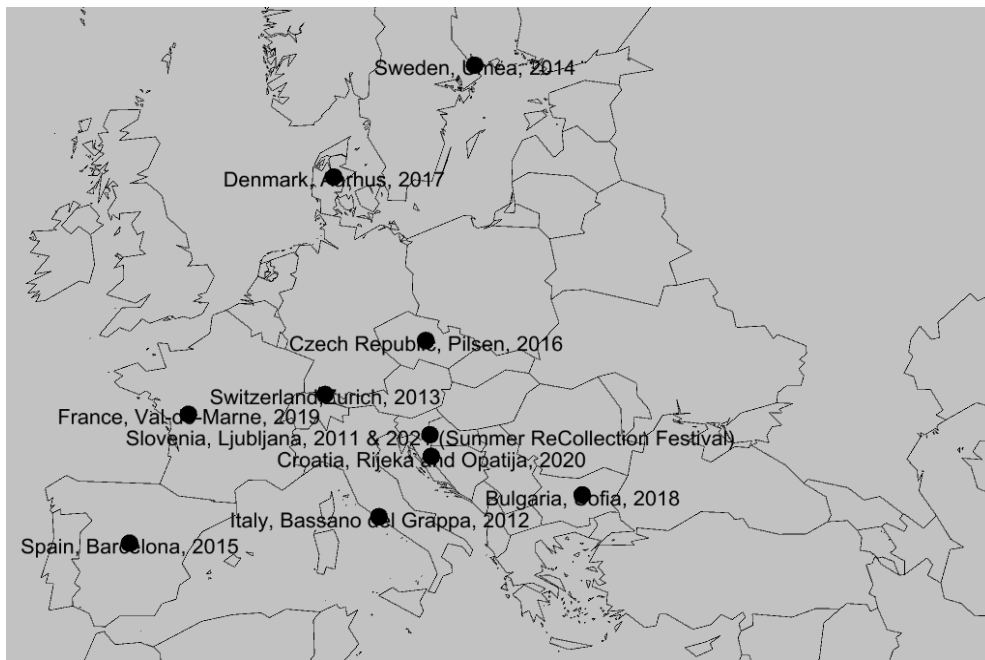 Sweden, Umea, 2014
Denmark, Aarhus, 2017
Czech Republic, Pilsen, 2016
Switzerland, Zurich, 2013
France, Val-de-Marne, 2019
Slovenia, Ljubljana, 2011 & 2021 (Summer ReCollection Festival)
Croatia, Rijeka and Opatija, 2020
Bulgaria, Sofia, 2018
Italy, Bassano del Grappa, 2012
Spain, Barcelona, 2015